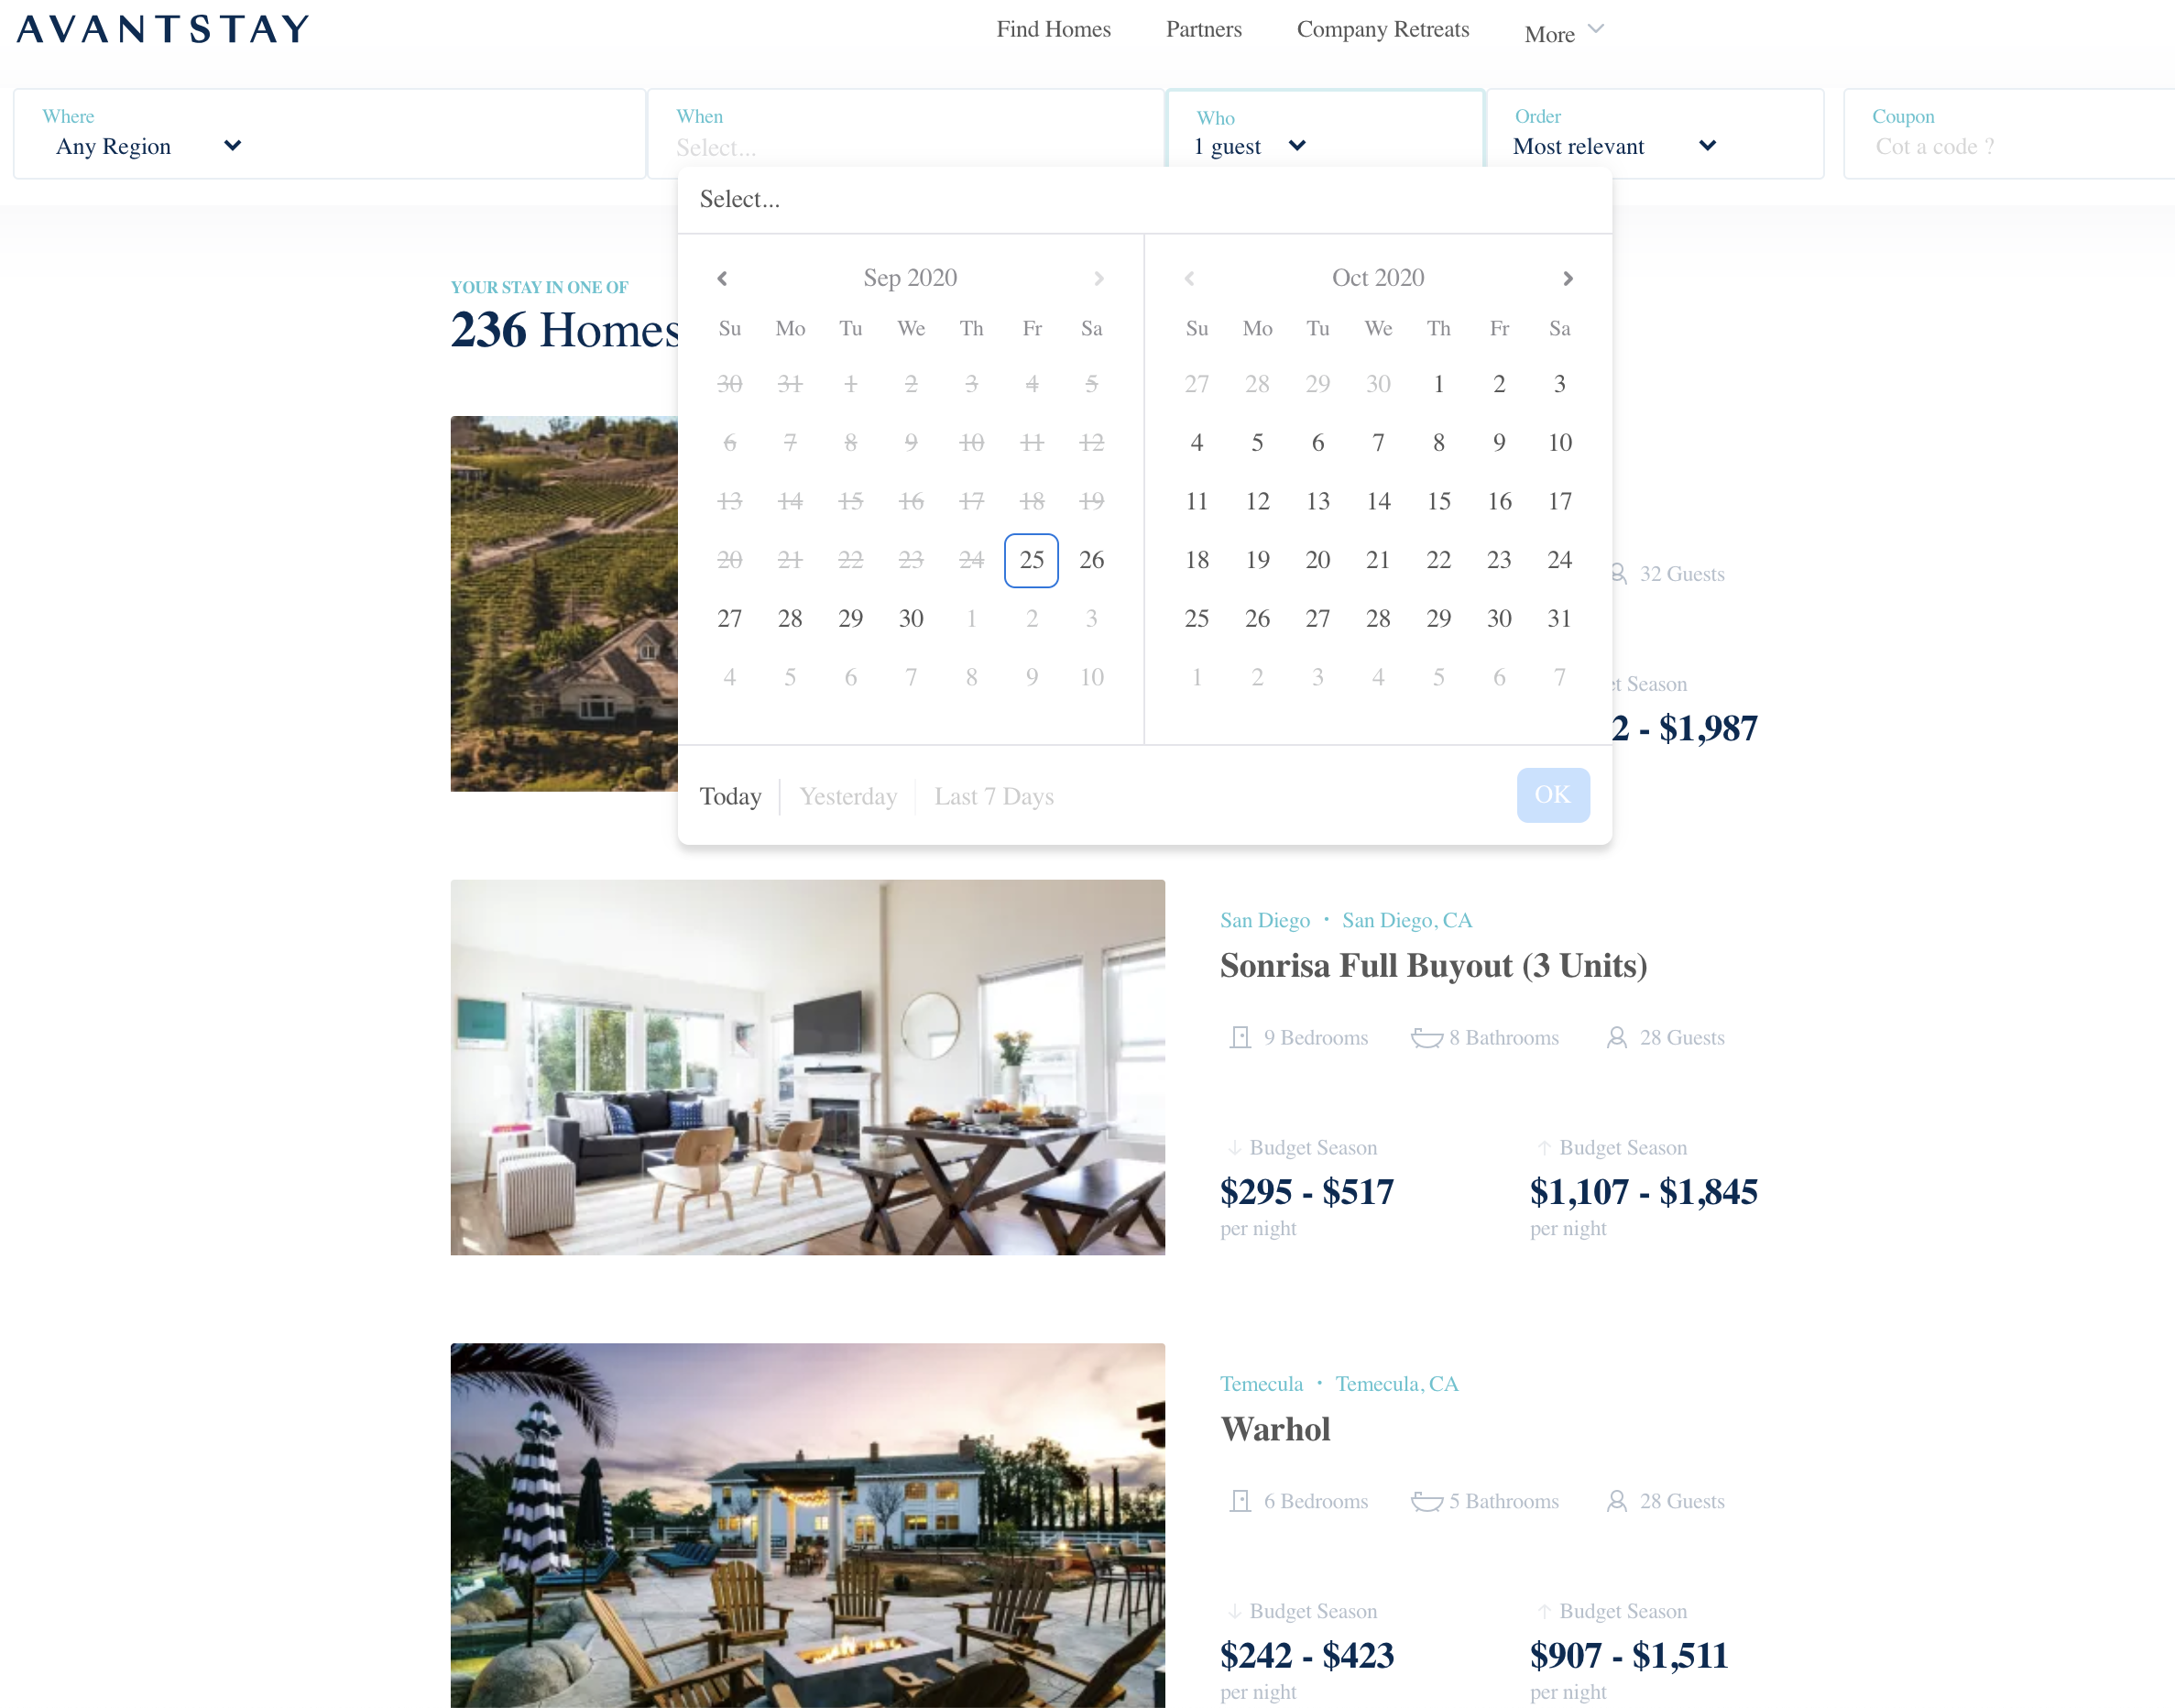 AVANTSTAY
Find Homes Partners Company Retreats More
Where When Who Order Coupon
Any Region Select... 1 guest Most relevant Cot a code ?
Select...
YOUR STAY IN ONE OF
236 Homes
Sep 2020
Su Mo Tu We Th Fr Sa
30 31 1 2 3 4 5
6 7 8 9 10 11 12
13 14 15 16 17 18 19
20 21 22 23 24 25 26
27 28 29 30 1 2 3
4 5 6 7 8 9 10
Oct 2020
Su Mo Tu We Th Fr Sa
27 28 29 30 1 2 3
4 5 6 7 8 9 10
11 12 13 14 15 16 17
18 19 20 21 22 23 24
25 26 27 28 29 30 31
1 2 3 4 5 6 7
Today Yesterday Last 7 Days OK
32 Guests
et Season
2 - $1,987
San Diego · San Diego, CA
Sonrisa Full Buyout (3 Units)
9 Bedrooms 8 Bathrooms 28 Guests
↓ Budget Season ↑ Budget Season
$295 - $517 $1,107 - $1,845
per night per night
Temecula · Temecula, CA
Warhol
6 Bedrooms 5 Bathrooms 28 Guests
↓ Budget Season ↑ Budget Season
$242 - $423 $907 - $1,511
per night per night